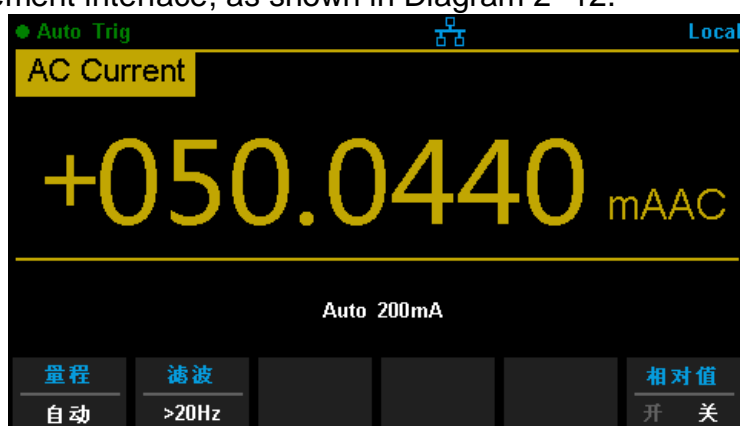 ement interface, as shown in Diagram 2- 12.
Auto Trig Local
AC Current
+050.0440 mAAC
Auto 200mA
量程 滤波 相对值
自动 >20Hz 开 关